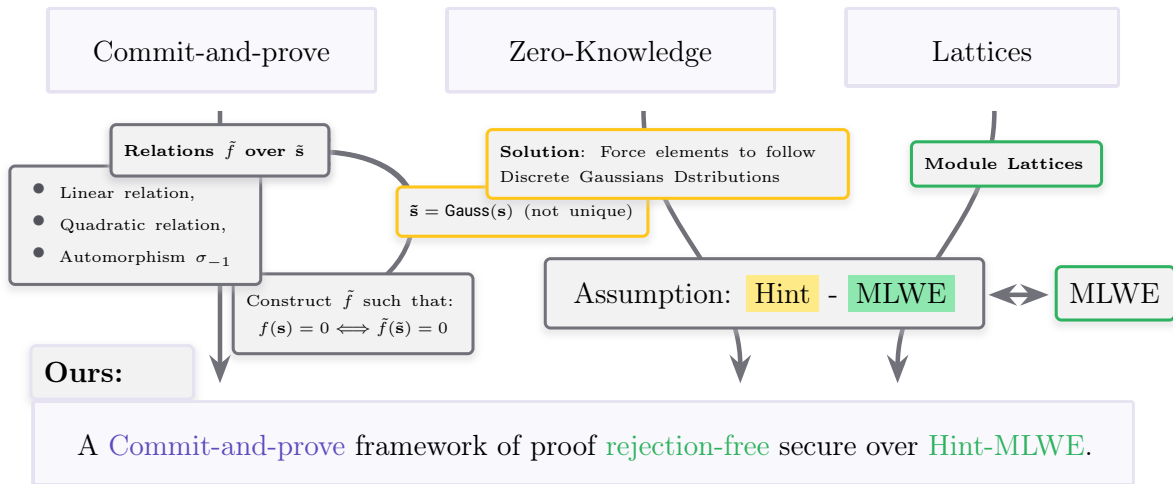 Commit-and-prove
Zero-Knowledge
Lattices
Relations f̃ over s̃
• Linear relation,
• Quadratic relation,
• Automorphism σ₋₁
s̃ = Gauss(s) (not unique)
Construct f̃ such that:
f(s) = 0 ⟺ f̃(s̃) = 0
Solution: Force elements to follow
Discrete Gaussians Dstributions
Module Lattices
Assumption: Hint - MLWE
MLWE
Ours:
A Commit-and-prove framework of proof rejection-free secure over Hint-MLWE.